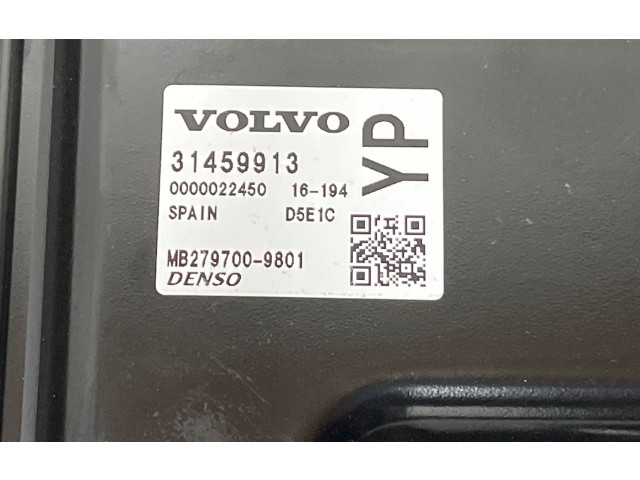 VOLVO
YP
31459913
0000022450 16-194
SPAIN D5E1C
MB279700-9801
DENSO